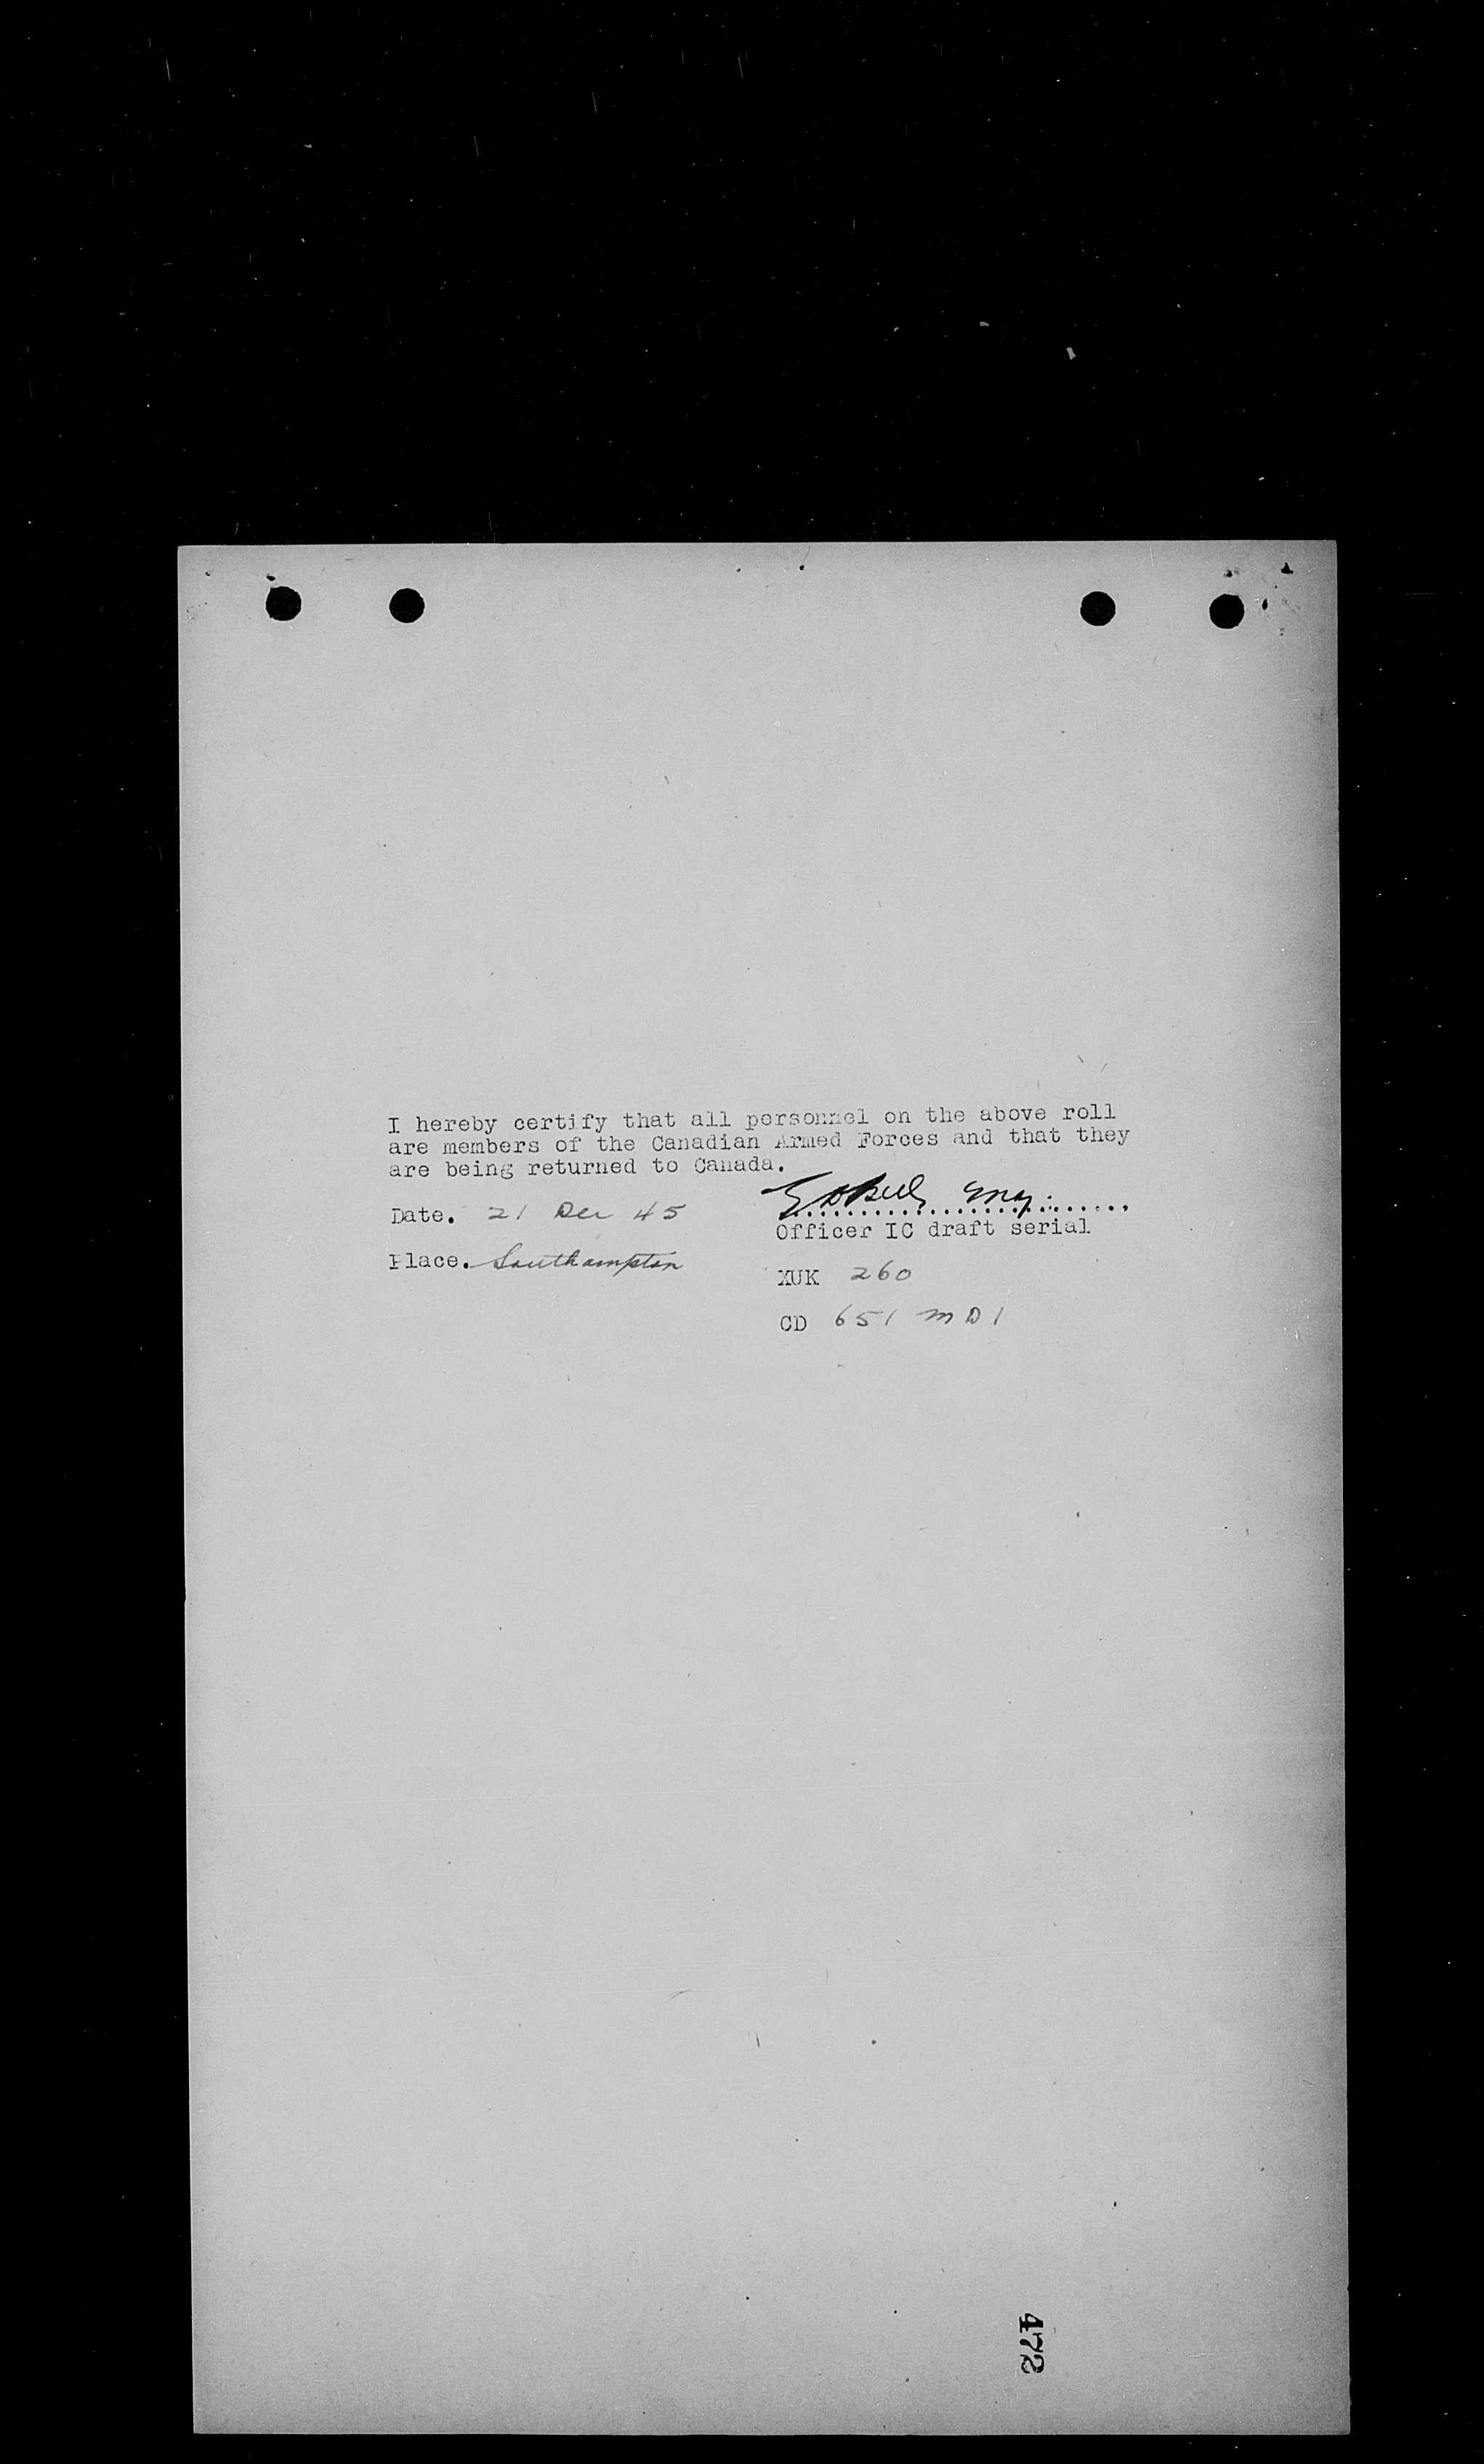 I hereby certify that all personnel on the above roll
are members of the Canadian Armed Forces and that they
are being returned to Canada.
Date. 21 Dec 45
Officer IC draft serial
Place. Southampton
XUK 260
CD 651 MD 1
472